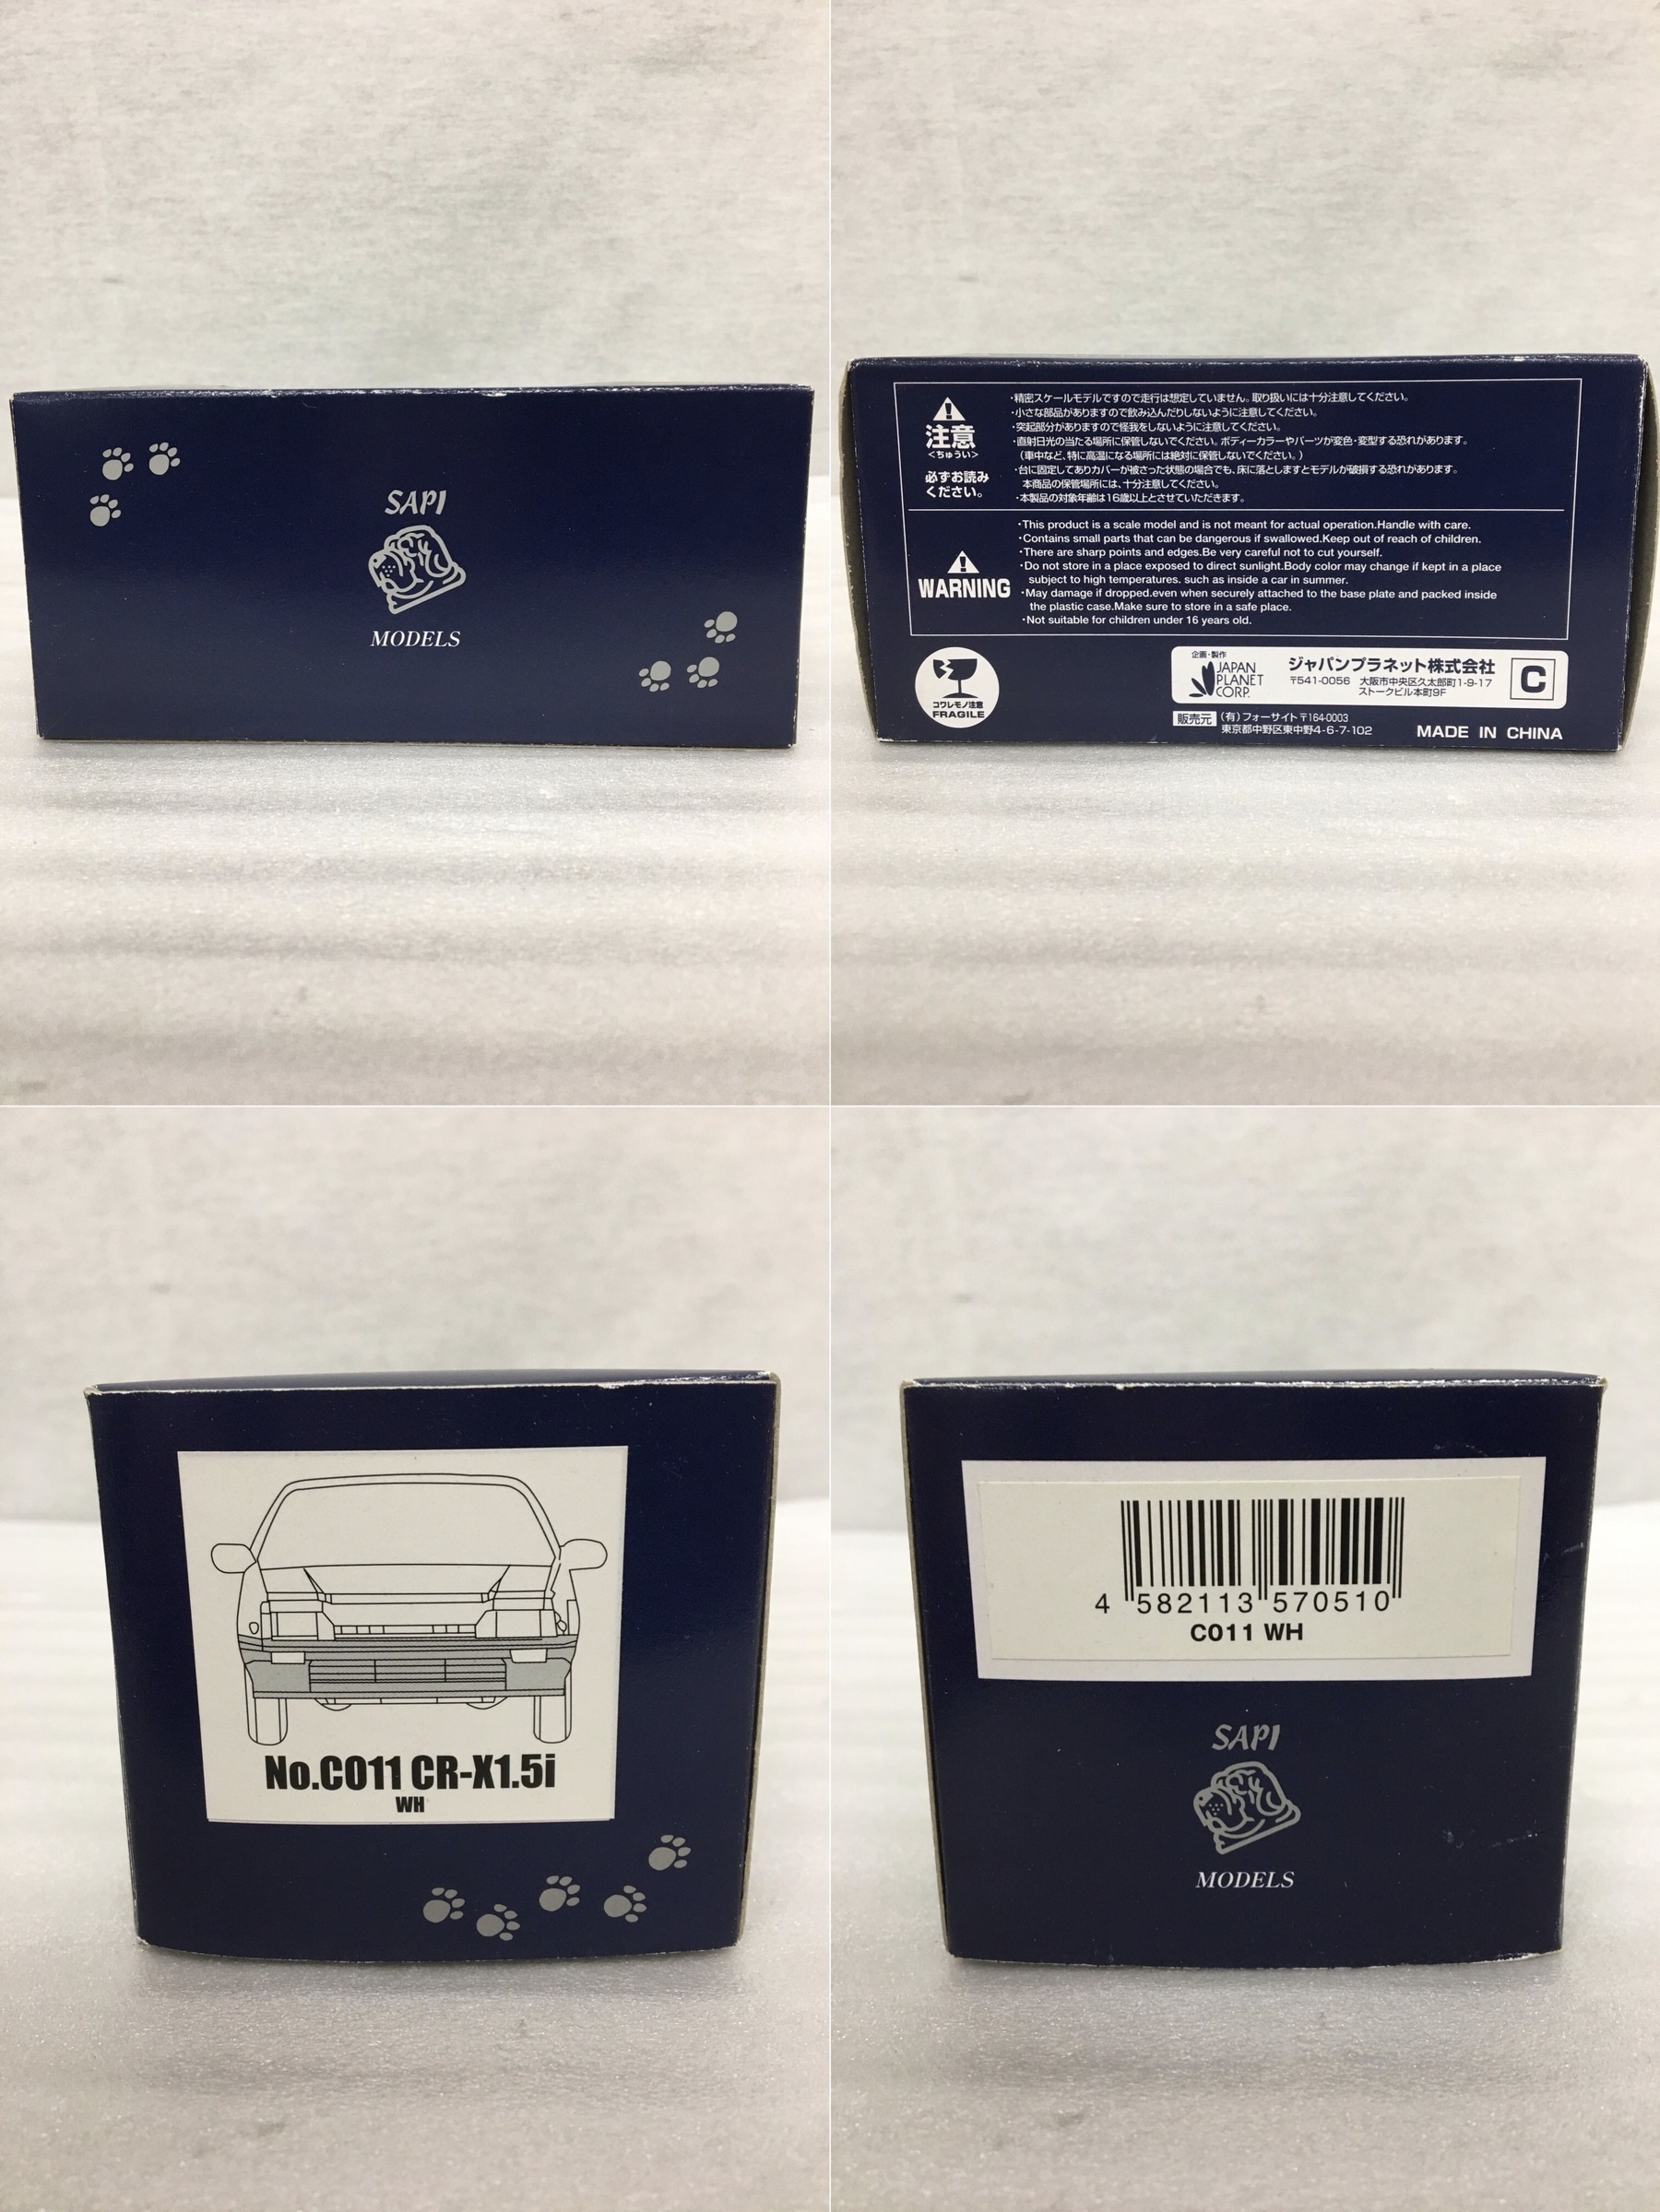 SAPI
MODELS
注意
<ちゅうい>
必ずお読み
ください。
・精密スケールモデルですので走行は想定していません。取り扱いには十分注意してください。
・小さな部品がありますので飲み込んだりしないように注意してください。
・突起部分がありますので怪我をしないように注意してください。
・直射日光の当たる場所に保管しないでください。ボディーカラーやパーツが変色・変型する恐れがあります。
（車中など、特に高温になる場所には絶対に保管しないでください。）
・台に固定してありカバーが被さった状態の場合でも、床に落としますとモデルが破損する恐れがあります。
本商品の保管場所には、十分注意してください。
・本製品の対象年齢は16歳以上とさせていただきます。
WARNING
・This product is a scale model and is not meant for actual operation.Handle with care.
・Contains small parts that can be dangerous if swallowed.Keep out of reach of children.
・There are sharp points and edges.Be very careful not to cut yourself.
・Do not store in a place exposed to direct sunlight.Body color may change if kept in a place
subject to high temperatures. such as inside a car in summer.
・May damage if dropped.even when securely attached to the base plate and packed inside
the plastic case.Make sure to store in a safe place.
・Not suitable for children under 16 years old.
コワレモノ注意
FRAGILE
企画・製作
JAPAN
PLANET
CORP.
ジャパンプラネット株式会社
〒541-0056 大阪市中央区久太郎町1-9-17
ストークビル本町9F
C
販売元 (有)フォーサイト〒164-0003
東京都中野区東中野4-6-7-102
MADE IN CHINA
No.C011 CR-X1.5i
WH
4 582113 570510
C011 WH
SAPI
MODELS